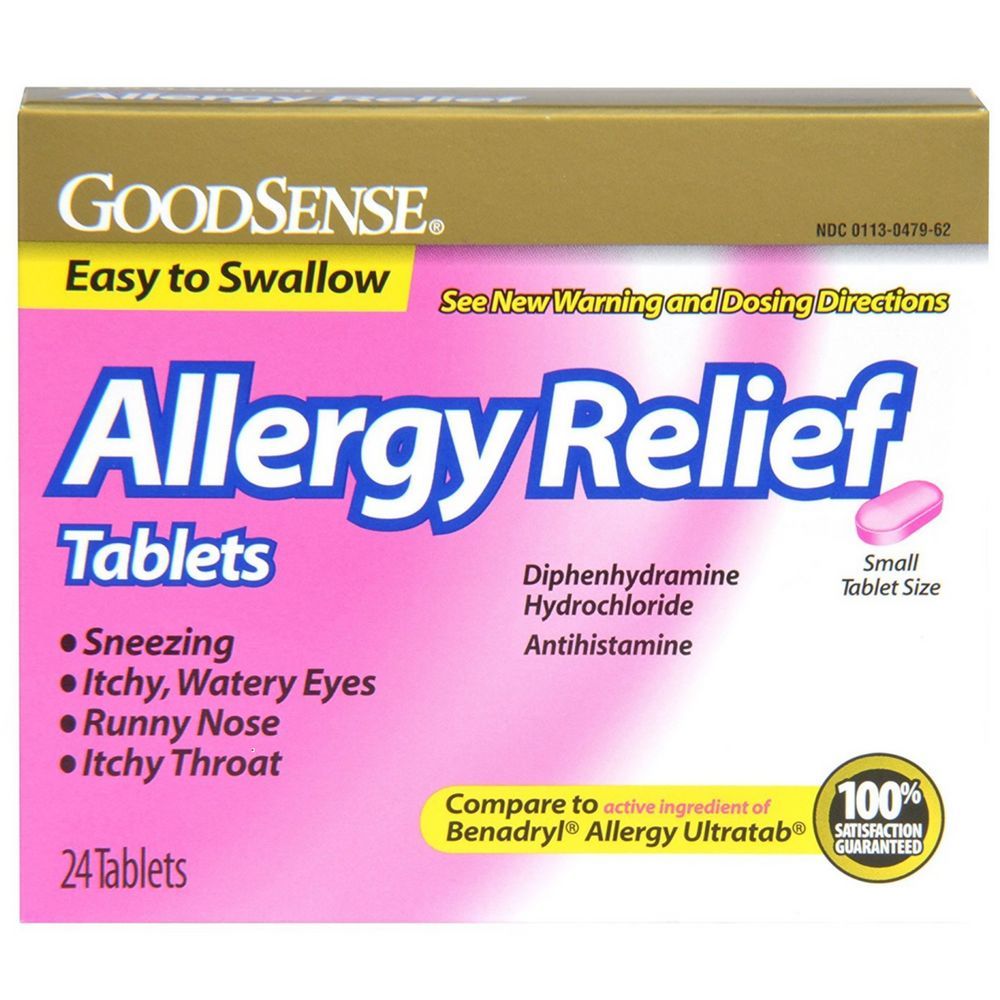 Allergy Relief
GOODSENSE®
NDC 0113-0479-62
Easy to Swallow
See New Warning and Dosing Directions
Allergy Relief
Tablets
Small
Tablet Size
Diphenhydramine
Hydrochloride
Antihistamine
• Sneezing
• Itchy, Watery Eyes
• Runny Nose
• Itchy Throat
Compare to active ingredient of
Benadryl® Allergy Ultratab®
100%
SATISFACTION
GUARANTEED
24 Tablets